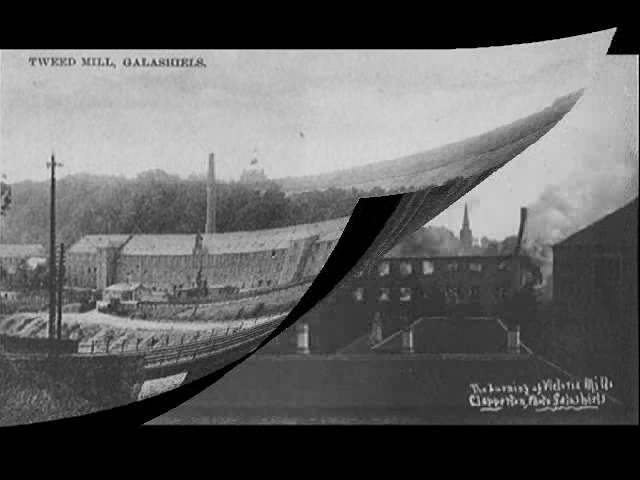 TWEED MILL, GALASHIELS.
The burning of Victoria Mills
Clapperton, Photo Galashiels